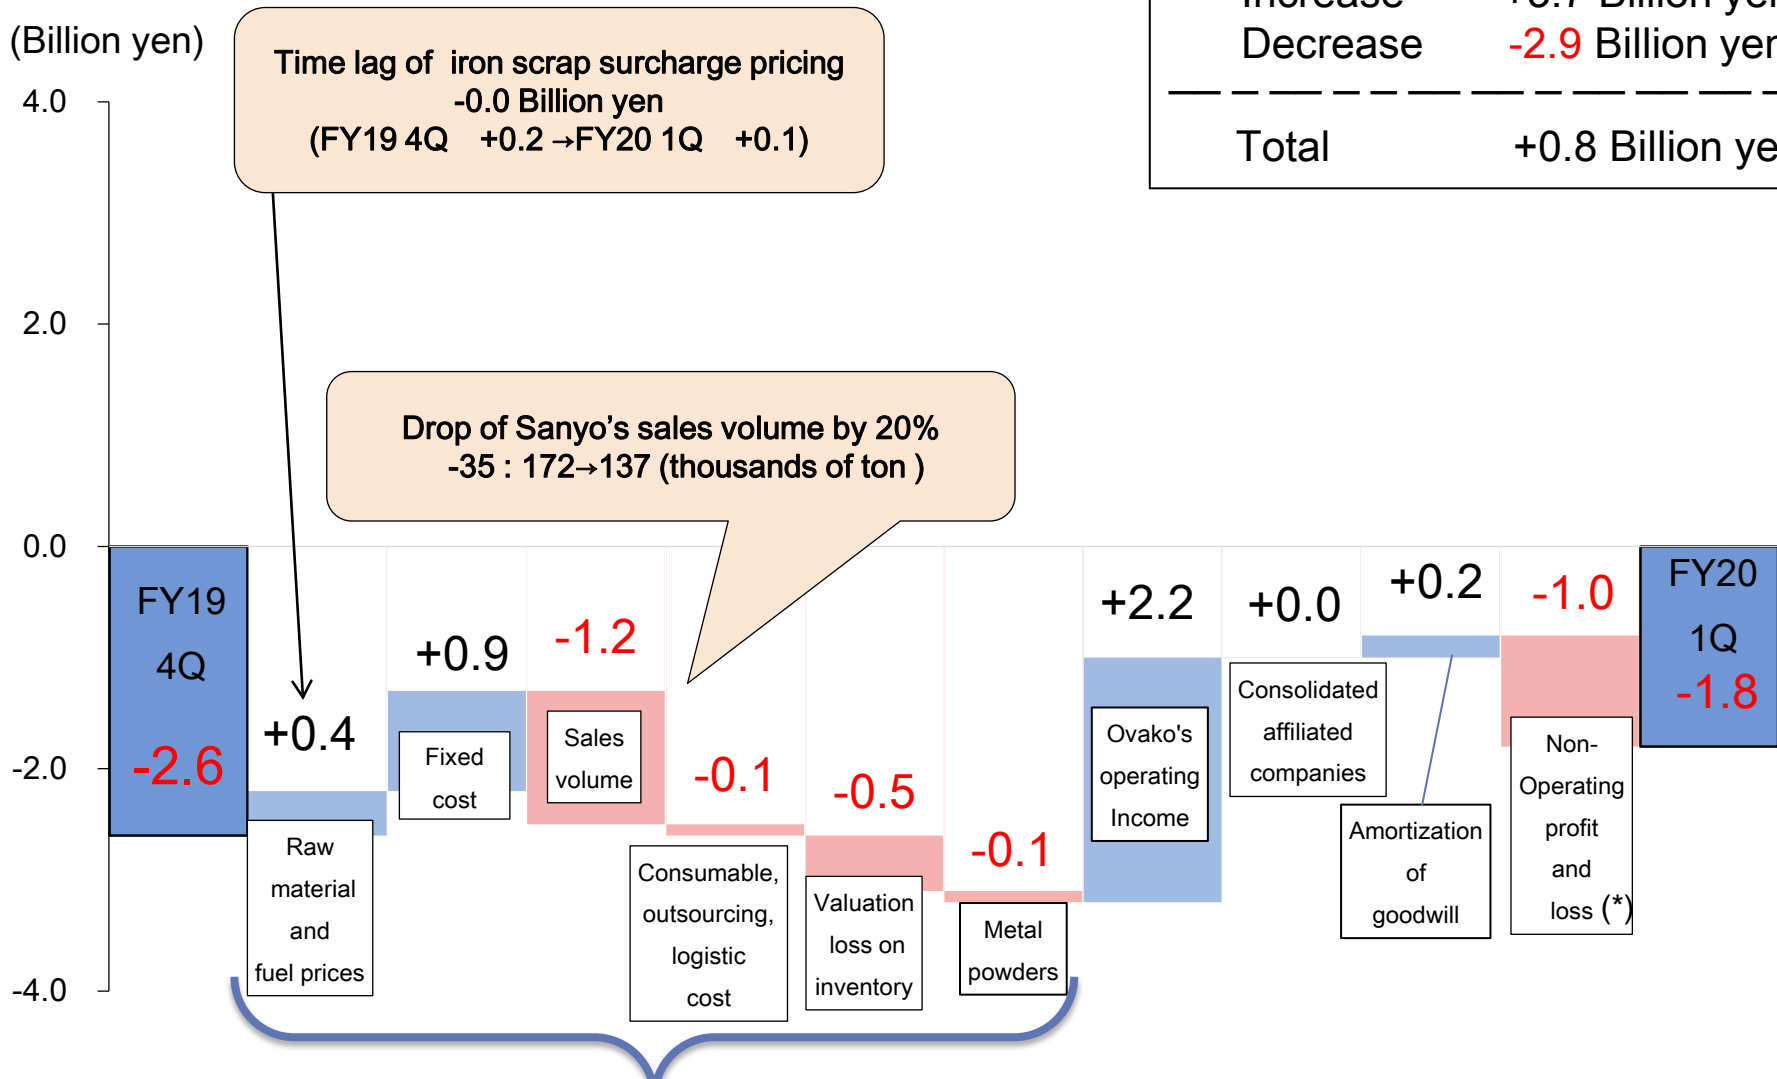 (Billion yen)
Time lag of iron scrap surcharge pricing
-0.0 Billion yen
(FY19 4Q +0.2→FY20 1Q +0.1)
Increase +3.7 Billion yen
Decrease -2.9 Billion yen
Total +0.8 Billion ye
4.0
2.0
0.0
-2.0
-4.0
Drop of Sanyo's sales volume by 20%
-35 : 172→137 (thousands of ton )
FY19
4Q
-2.6
+0.4
Raw
material
and
fuel prices
+0.9
Fixed
cost
-1.2
Sales
volume
-0.1
Consumable,
outsourcing,
logistic
cost
-0.5
Valuation
loss on
inventory
-0.1
Metal
powders
+2.2
Ovako's
operating
Income
+0.0
Consolidated
affiliated
companies
+0.2
Amortization
of
goodwill
-1.0
Non-
Operating
profit
and
loss (*)
FY20
1Q
-1.8